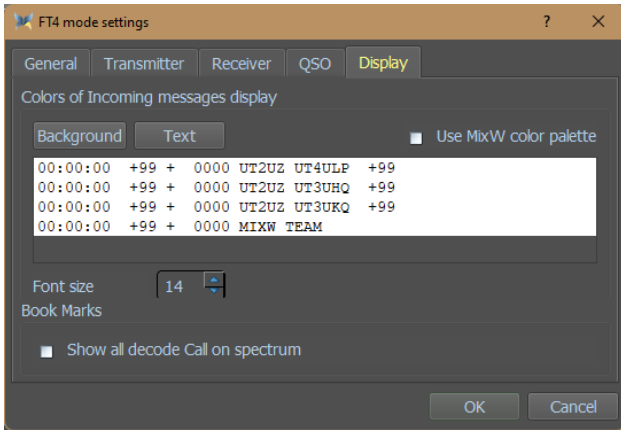 FT4 mode settings ? ×
General Transmitter Receiver QSO Display
Colors of Incoming messages display
Background Text Use MixW color palette
00:00:00 +99 + 0000 UT2UZ UT4ULP +99
00:00:00 +99 + 0000 UT2UZ UT3UHQ +99
00:00:00 +99 + 0000 UT2UZ UT3UKQ +99
00:00:00 +99 + 0000 MIXW TEAM
Font size 14
Book Marks
Show all decode Call on spectrum
OK Cancel